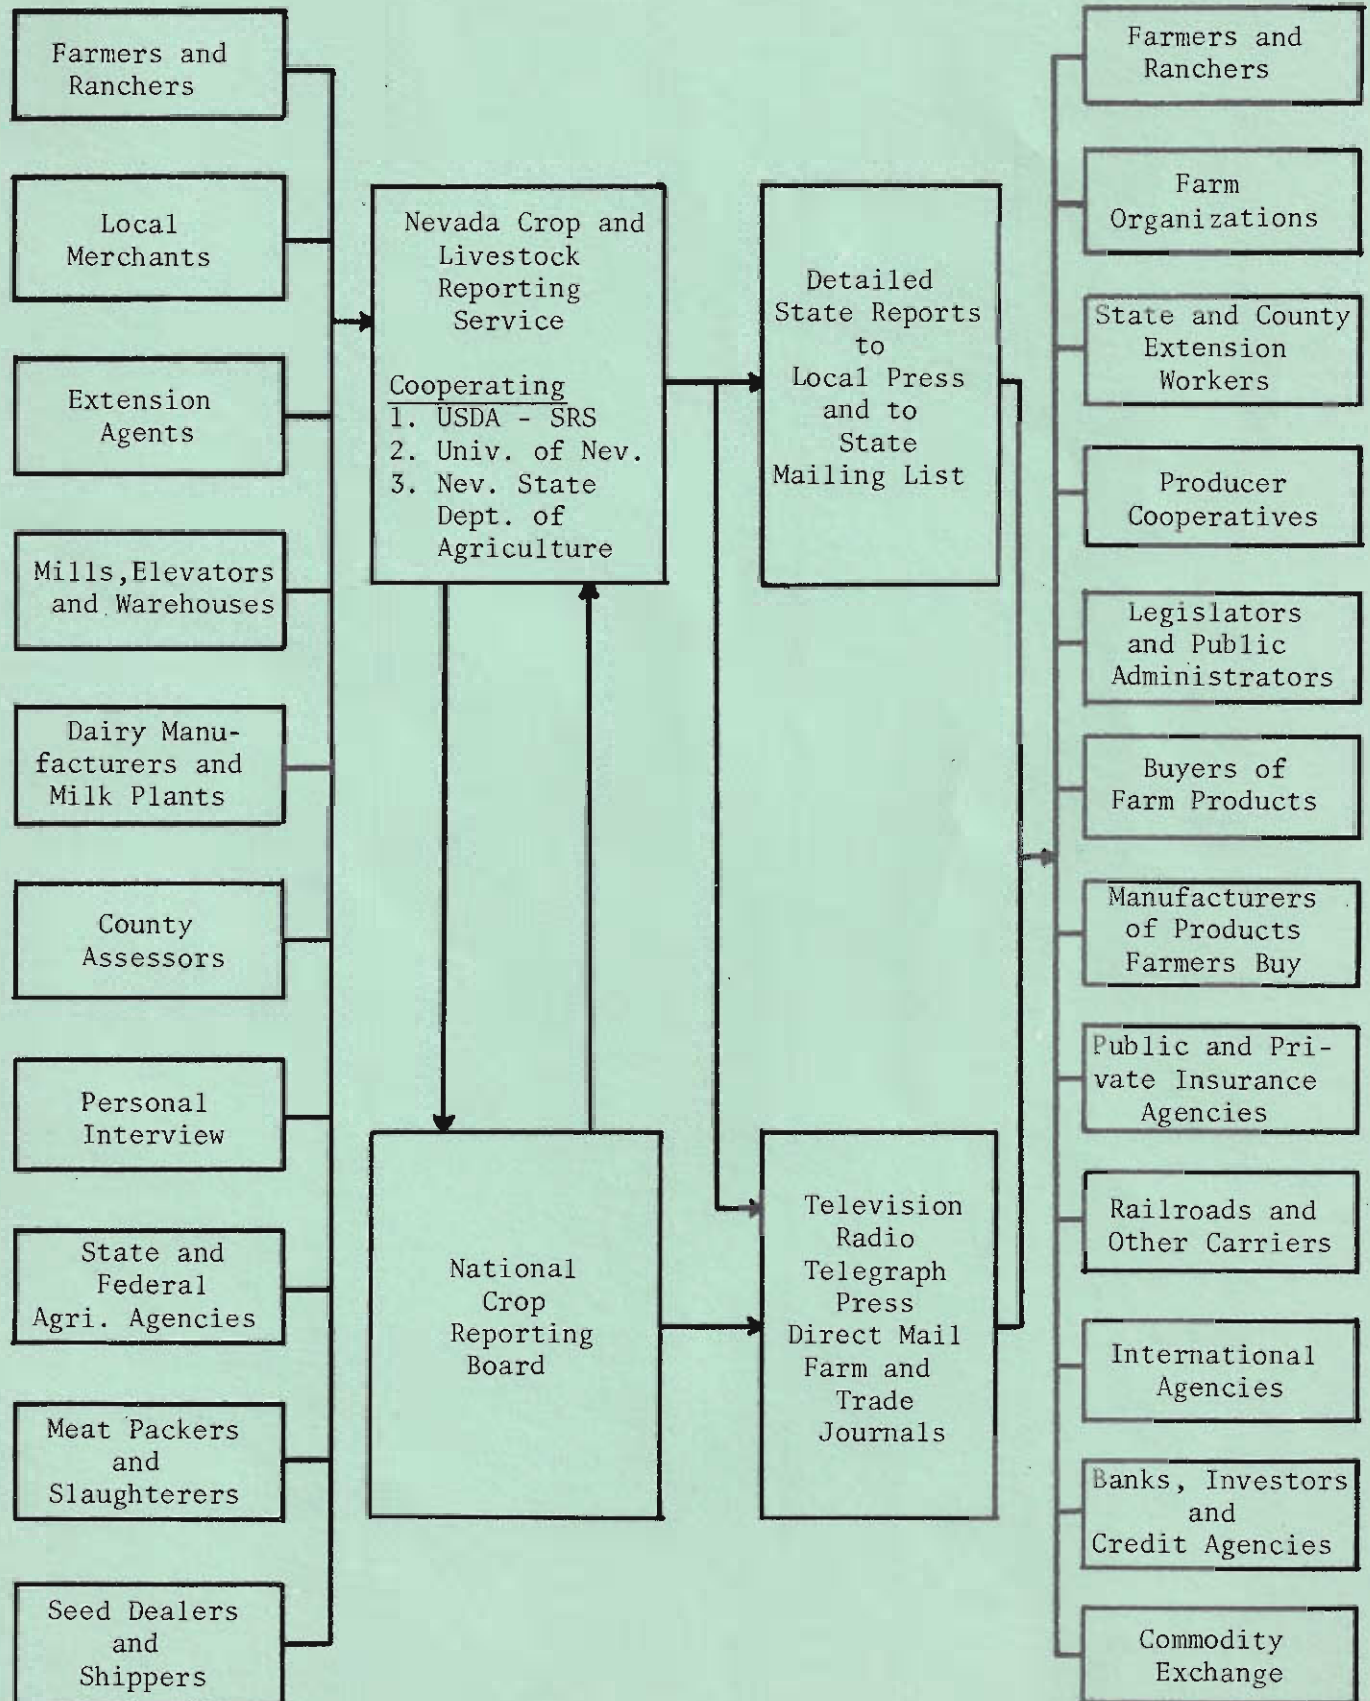 Farmers and
Ranchers
Local
Merchants
Extension
Agents
Mills,Elevators
and Warehouses
Dairy Manu-
facturers and
Milk Plants
County
Assessors
Personal
Interview
State and
Federal
Agri. Agencies
Meat Packers
and
Slaughterers
Seed Dealers
and
Shippers
Nevada Crop and
Livestock
Reporting
Service
Cooperating
1. USDA - SRS
2. Univ. of Nev.
3. Nev. State
Dept. of
Agriculture
National
Crop
Reporting
Board
Detailed
State Reports
to
Local Press
and to
State
Mailing List
Television
Radio
Telegraph
Press
Direct Mail
Farm and
Trade
Journals
Farmers and
Ranchers
Farm
Organizations
State and County
Extension
Workers
Producer
Cooperatives
Legislators
and Public
Administrators
Buyers of
Farm Products
Manufacturers
of Products
Farmers Buy
Public and Pri-
vate Insurance
Agencies
Railroads and
Other Carriers
International
Agencies
Banks, Investors
and
Credit Agencies
Commodity
Exchange